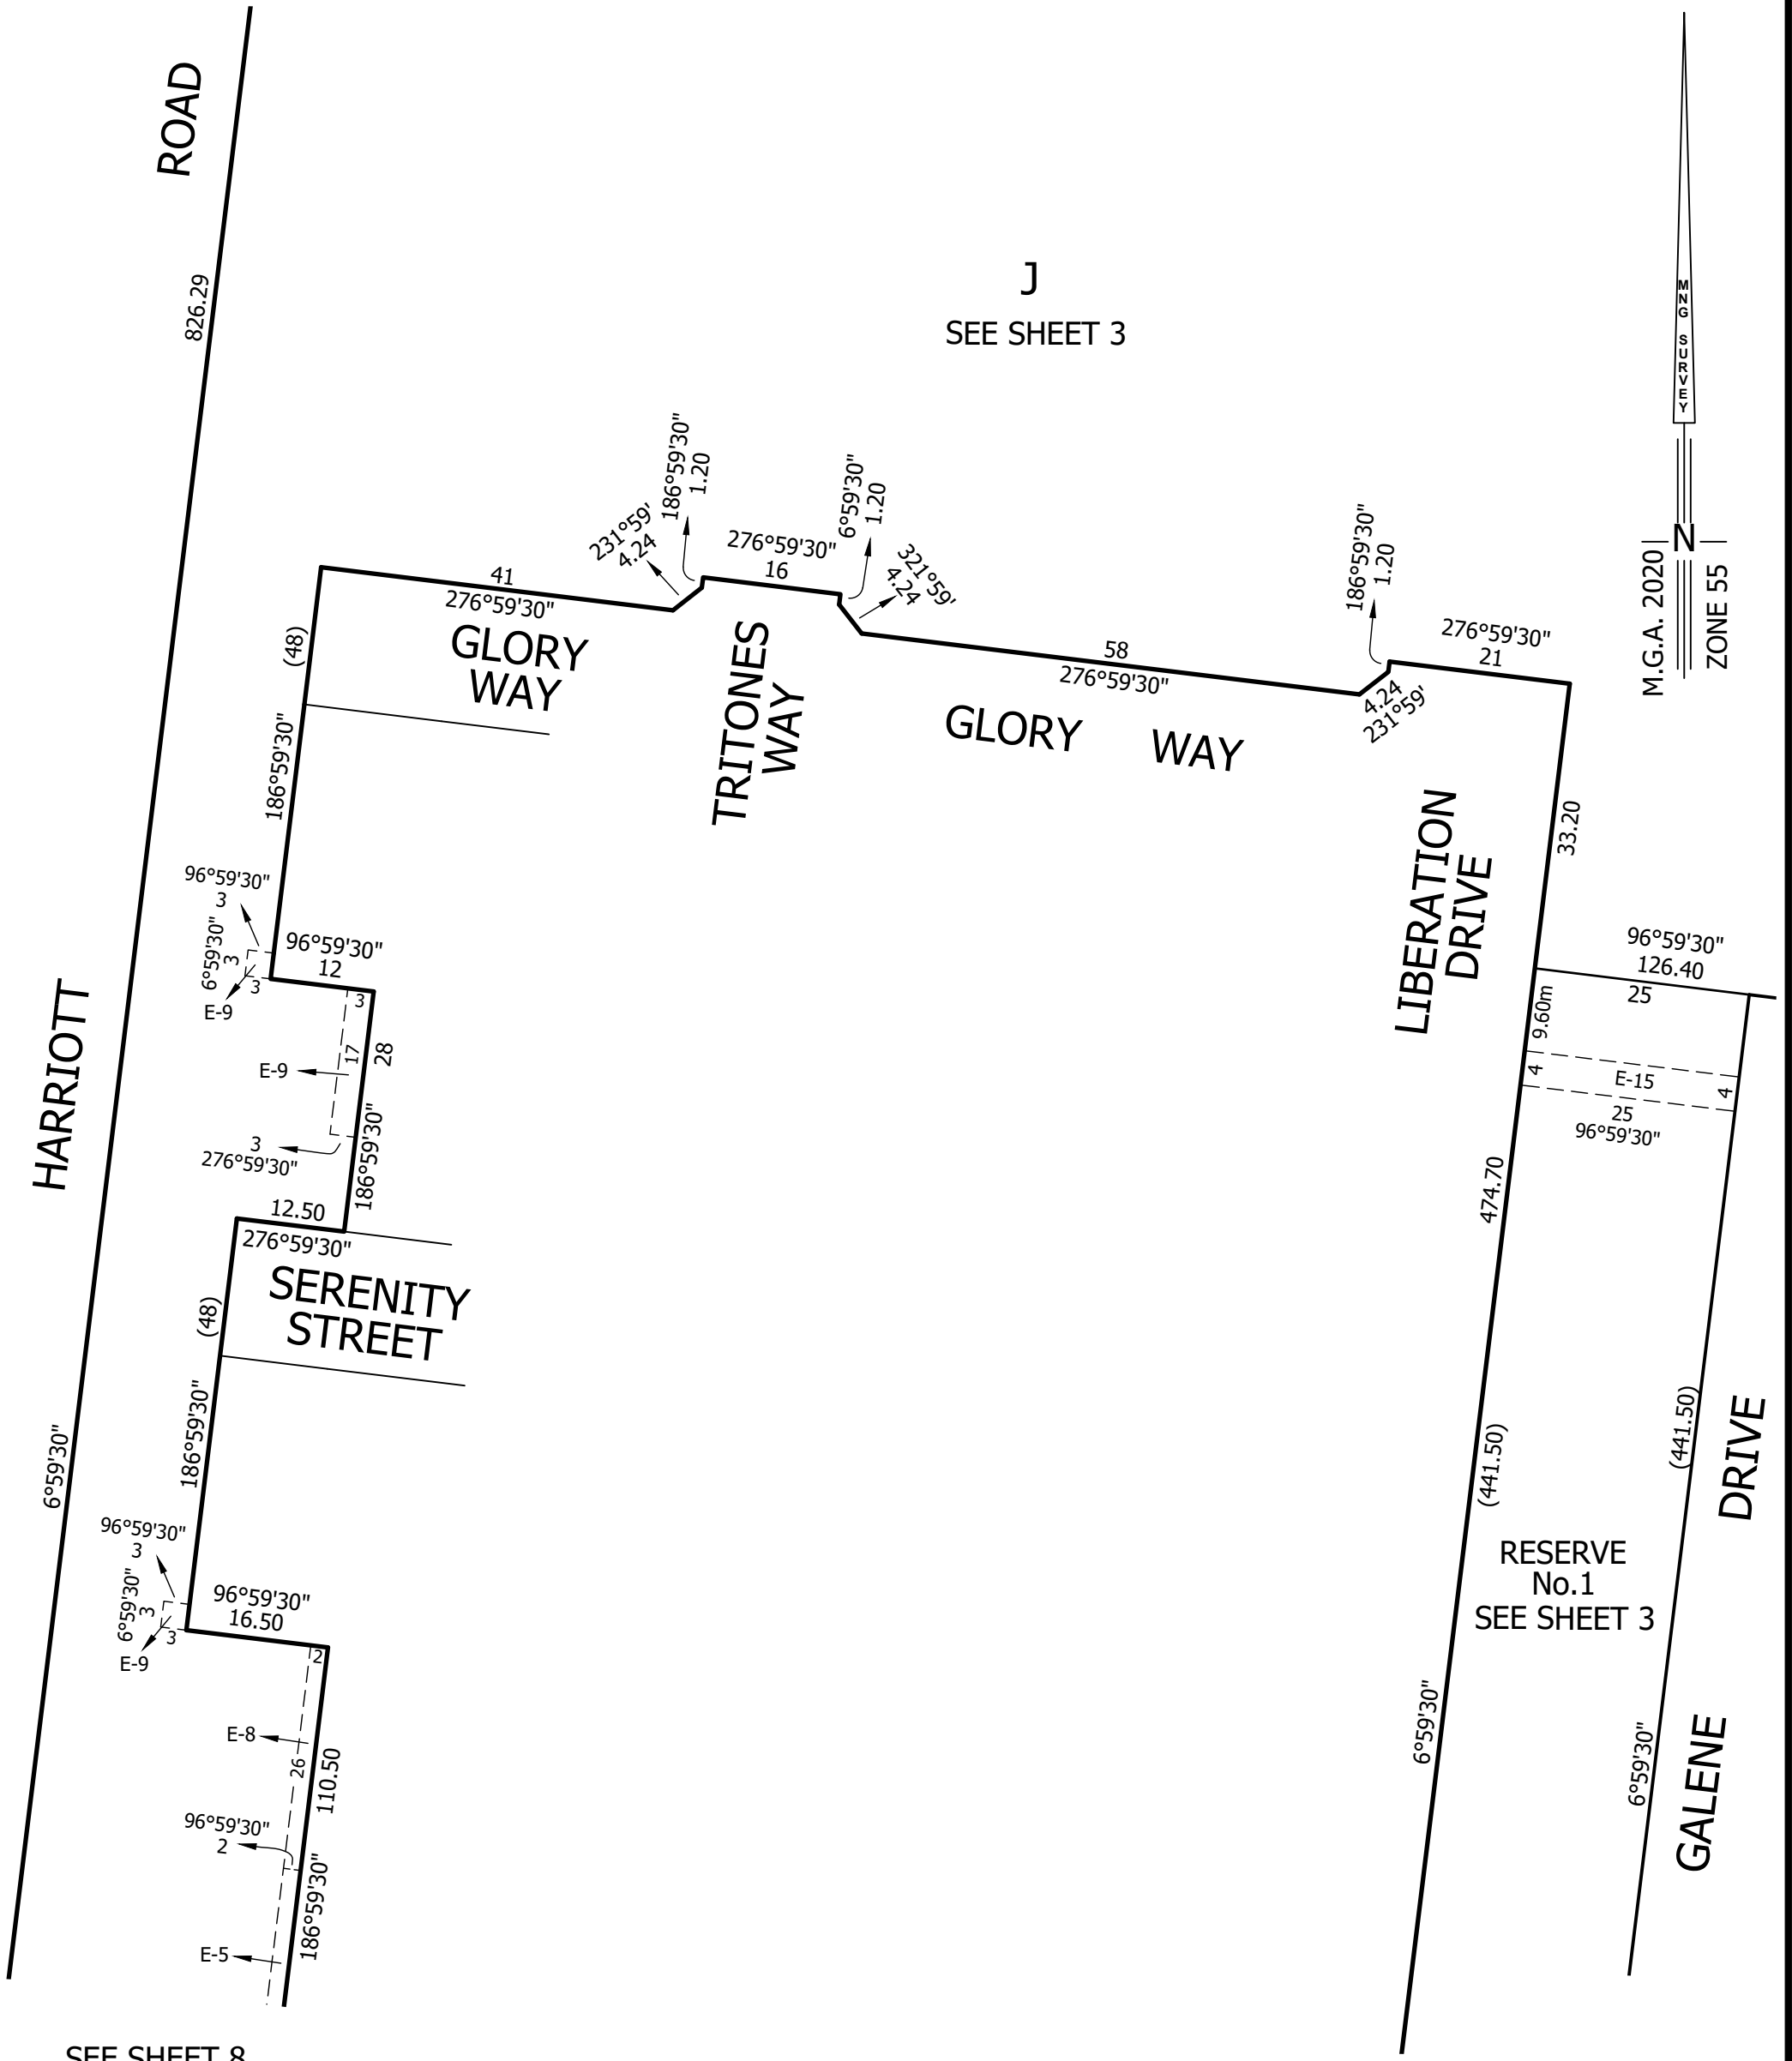 ROAD
826.29
J
SEE SHEET 3
MNG SURVEY
N
M.G.A. 2020
ZONE 55
186°59'30"
1.20
231°59'
4.24
276°59'30"
16
6°59'30"
1.20
321°59'
4.24
186°59'30"
1.20
276°59'30"
21
41
276°59'30"
(48)
GLORY
WAY
TRITONES
WAY
58
276°59'30"
GLORY WAY
4.24
231°59'
186°59'30"
33.20
LIBERATION
DRIVE
96°59'30"
3
6°59'30"
3
3
E-9
96°59'30"
12
3
17
28
E-9
3
276°59'30"
186°59'30"
96°59'30"
126.40
25
9.60m
4
E-15
4
25
96°59'30"
HARRIOTT
474.70
12.50
276°59'30"
SERENITY
STREET
(48)
186°59'30"
6°59'30"
(441.50)
(441.50)
DRIVE
96°59'30"
3
6°59'30"
3
3
E-9
96°59'30"
16.50
2
RESERVE
No.1
SEE SHEET 3
6°59'30"
6°59'30"
GALENE
E-8
26
110.50
96°59'30"
2
186°59'30"
E-5
SEE SHEET 8